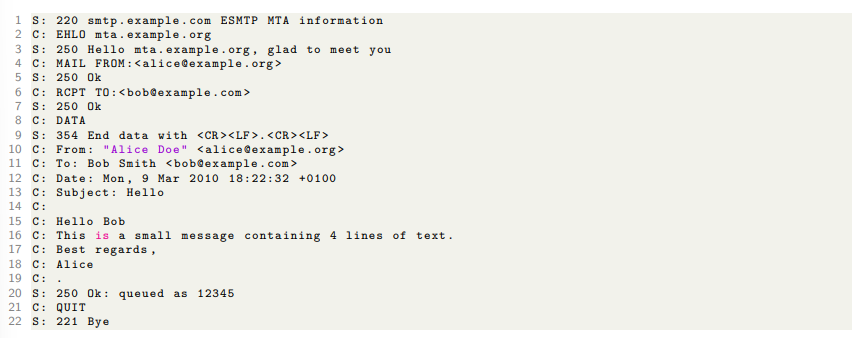 1 S: 220 smtp.example.com ESMTP MTA information
2 C: EHLO mta.example.org
3 S: 250 Hello mta.example.org, glad to meet you
4 C: MAIL FROM:<alice@example.org>
5 S: 250 Ok
6 C: RCPT TO:<bob@example.com>
7 S: 250 Ok
8 C: DATA
9 S: 354 End data with <CR><LF>.<CR><LF>
10 C: From: "Alice Doe" <alice@example.org>
11 C: To: Bob Smith <bob@example.com>
12 C: Date: Mon, 9 Mar 2010 18:22:32 +0100
13 C: Subject: Hello
14 C:
15 C: Hello Bob
16 C: This is a small message containing 4 lines of text.
17 C: Best regards,
18 C: Alice
19 C: .
20 S: 250 Ok: queued as 12345
21 C: QUIT
22 S: 221 Bye